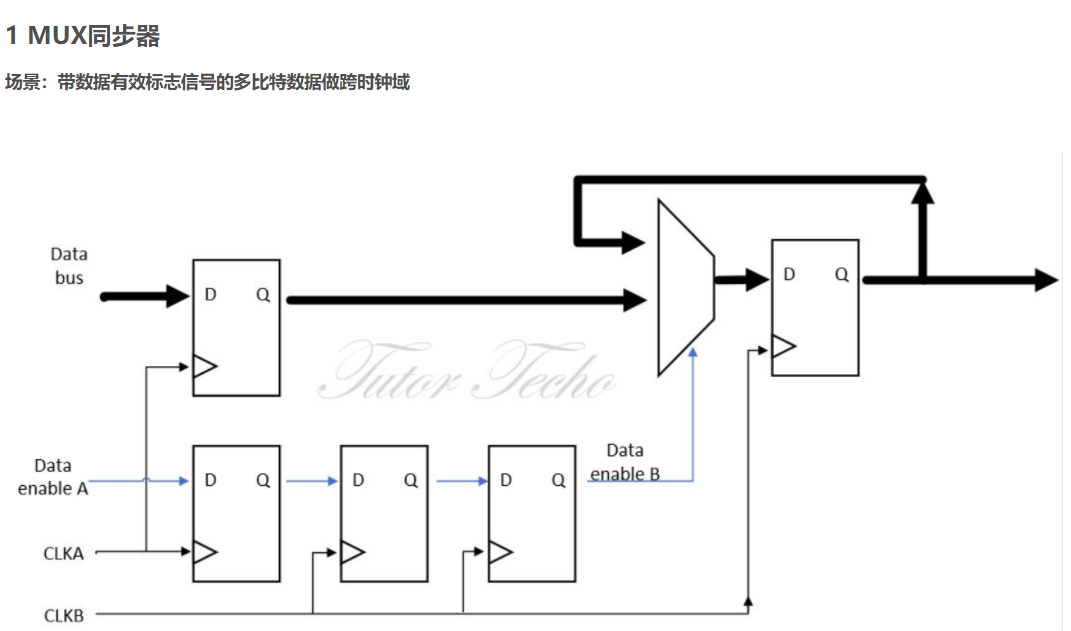 1 MUX同步器
场景：带数据有效标志信号的多比特数据做跨时钟域
Data
bus
D Q
D Q
Tutor Techo
Data
enable A
D Q
D Q
D Q
Data
enable B
CLKA
CLKB